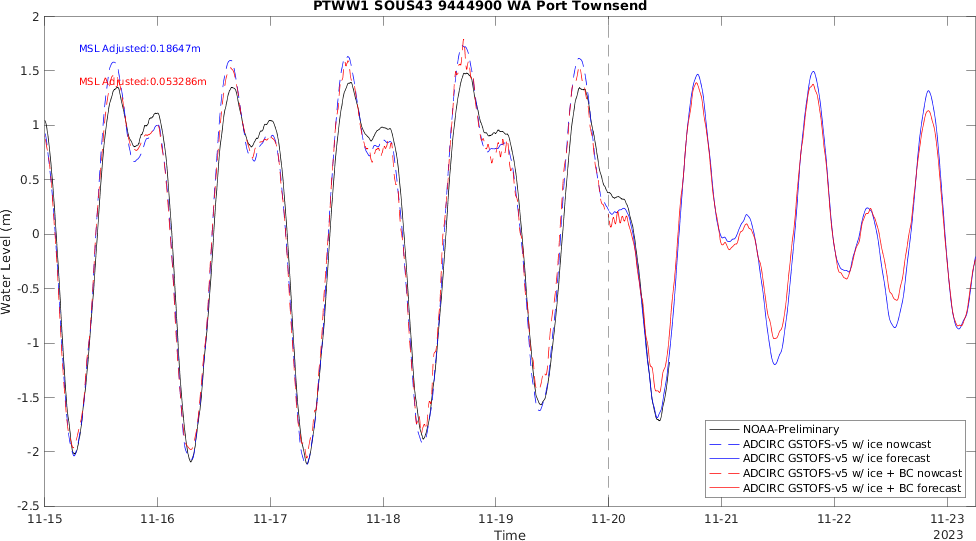 PTWW1 SOUS43 9444900 WA Port Townsend
2
1.5
1
0.5
0
-0.5
-1
-1.5
-2
-2.5
Water Level (m)
MSL Adjusted:0.18647m
MSL Adjusted:0.053286m
NOAA-Preliminary
ADCIRC GSTOFS-v5 w/ ice nowcast
ADCIRC GSTOFS-v5 w/ ice forecast
ADCIRC GSTOFS-v5 w/ ice + BC nowcast
ADCIRC GSTOFS-v5 w/ ice + BC forecast
11-15 11-16 11-17 11-18 11-19 11-20 11-21 11-22 11-23
Time
2023